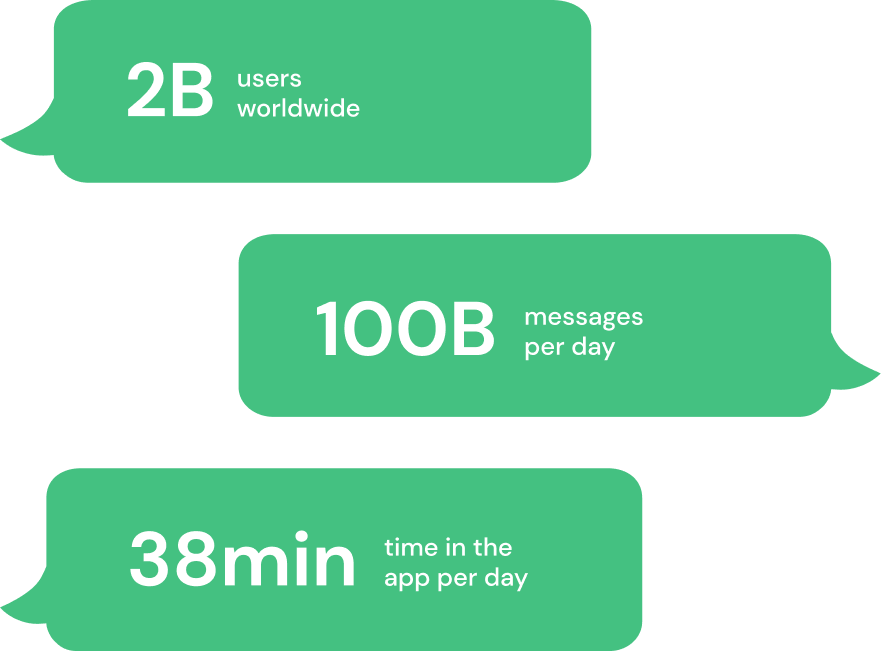 2B users
worldwide
100B messages
per day
38min time in the
app per day